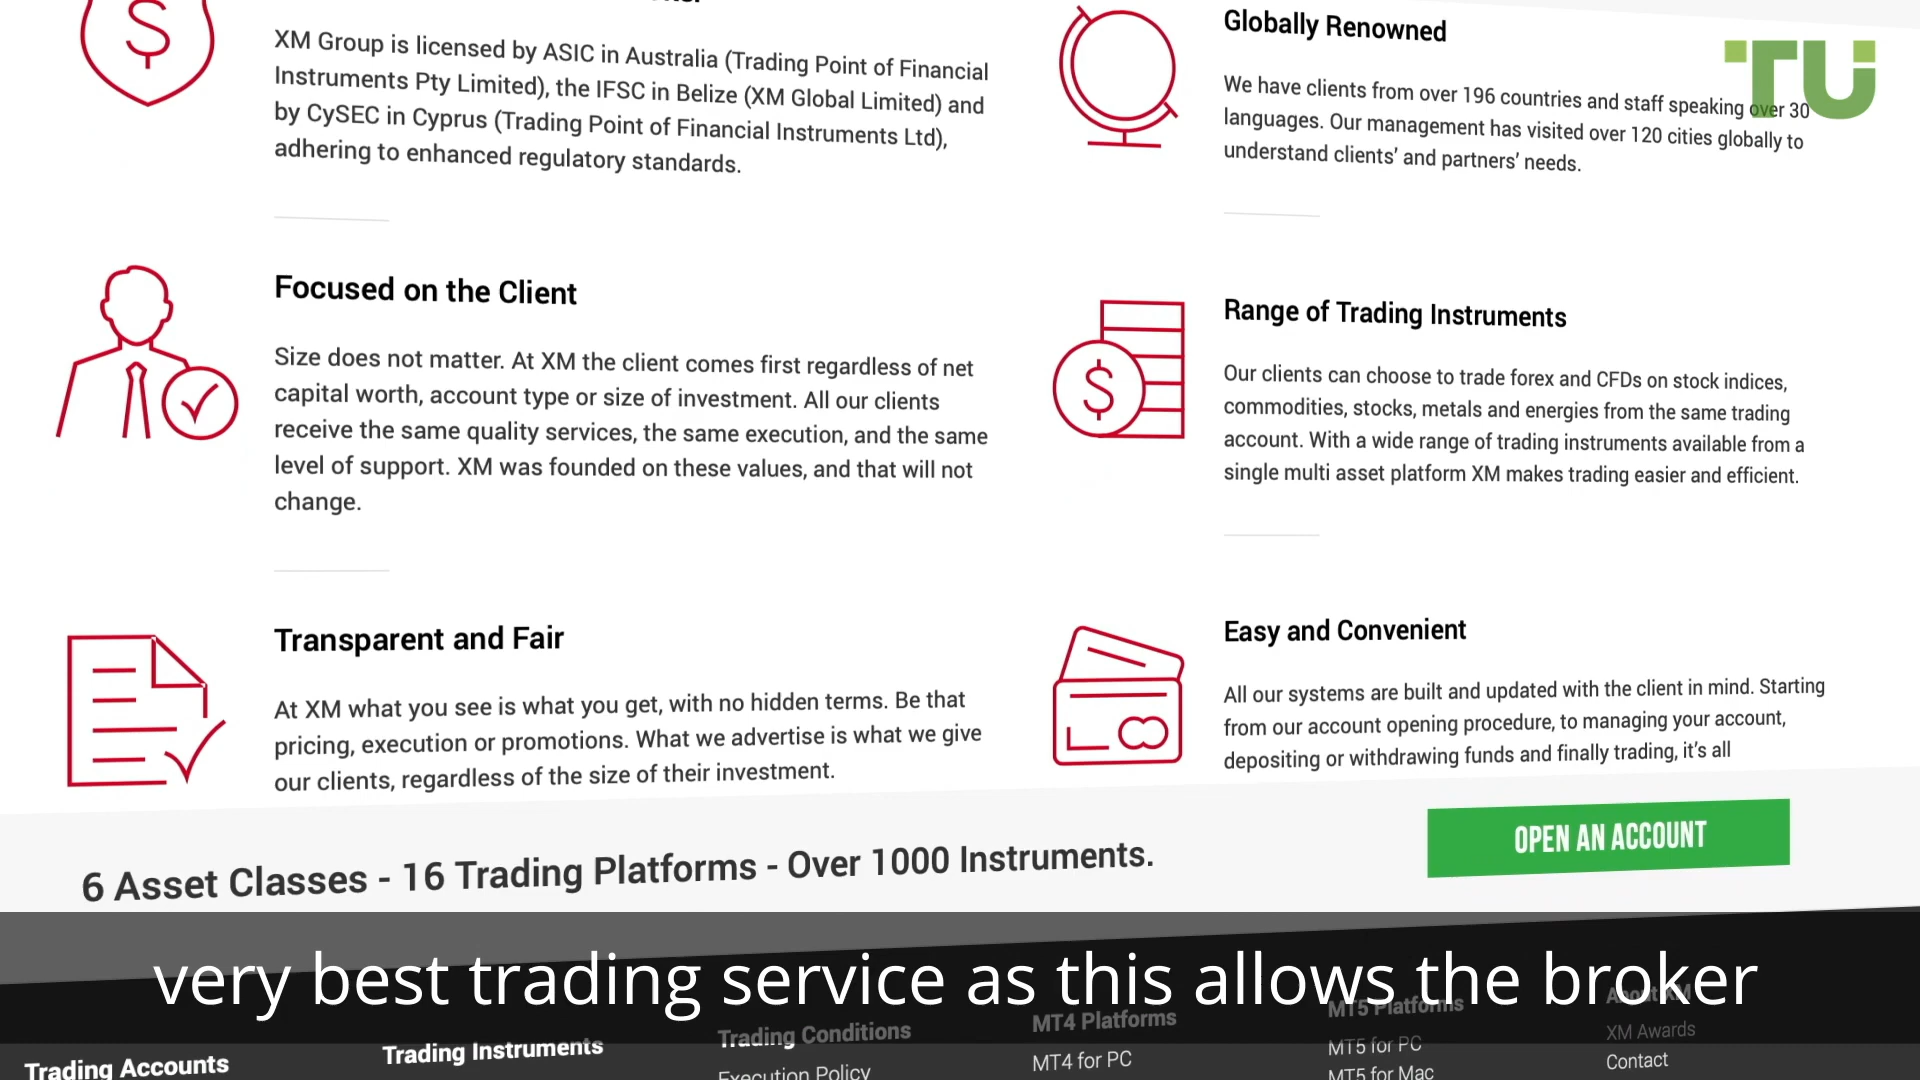 XM Group is licensed by ASIC in Australia (Trading Point of Financial
Instruments Pty Limited), the IFSC in Belize (XM Global Limited) and
by CySEC in Cyprus (Trading Point of Financial Instruments Ltd),
adhering to enhanced regulatory standards.
Globally Renowned
We have clients from over 196 countries and staff speaking over 30
languages. Our management has visited over 120 cities globally to
understand clients’ and partners’ needs.
TU
Focused on the Client
Size does not matter. At XM the client comes first regardless of net
capital worth, account type or size of investment. All our clients
receive the same quality services, the same execution, and the same
level of support. XM was founded on these values, and that will not
change.
Range of Trading Instruments
Our clients can choose to trade forex and CFDs on stock indices,
commodities, stocks, metals and energies from the same trading
account. With a wide range of trading instruments available from a
single multi asset platform XM makes trading easier and efficient.
Transparent and Fair
At XM what you see is what you get, with no hidden terms. Be that
pricing, execution or promotions. What we advertise is what we give
our clients, regardless of the size of their investment.
Easy and Convenient
All our systems are built and updated with the client in mind. Starting
from our account opening procedure, to managing your account,
depositing or withdrawing funds and finally trading, it’s all
6 Asset Classes - 16 Trading Platforms - Over 1000 Instruments.
OPEN AN ACCOUNT
very best trading service as this allows the broker
Trading Accounts
Trading Instruments
Trading Conditions
Execution Policy
MT4 Platforms
MT4 for PC
MT5 Platforms
MT5 for PC
MT5 for Mac
About XM
XM Awards
Contact